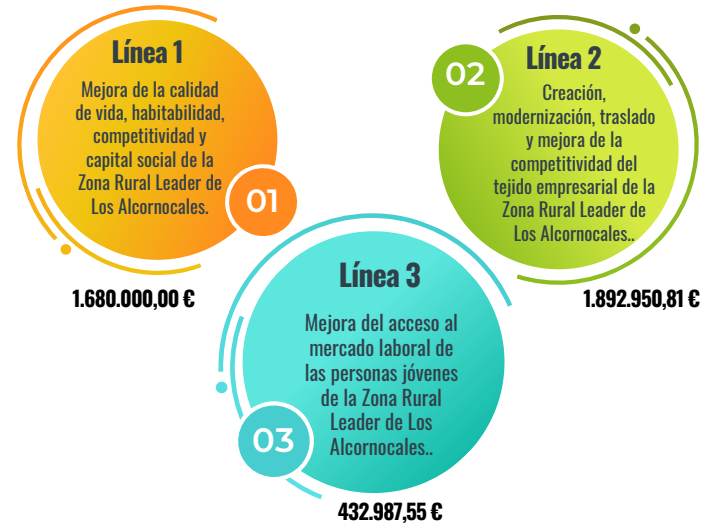 Línea 1
Mejora de la calidad
de vida, habitabilidad,
competitividad y
capital social de la
Zona Rural Leader de
Los Alcornocales.
01
1.680.000,00 €
02
Línea 2
Creación,
modernización, traslado
y mejora de la
competitividad del
tejido empresarial de la
Zona Rural Leader de
Los Alcornocales..
1.892.950,81 €
Línea 3
Mejora del acceso al
mercado laboral de
las personas jóvenes
de la Zona Rural
Leader de Los
Alcornocales..
03
432.987,55 €